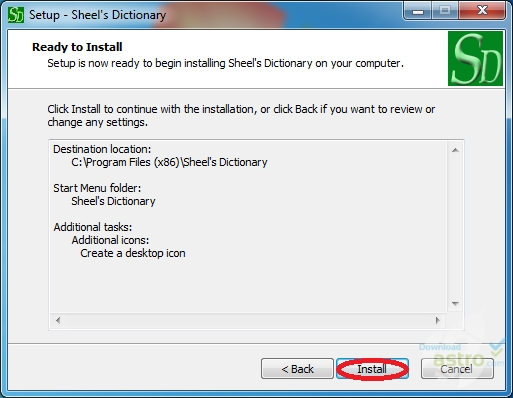 SD Setup - Sheel's Dictionary
Ready to Install
Setup is now ready to begin installing Sheel's Dictionary on your computer.
SD
Click Install to continue with the installation, or click Back if you want to review or
change any settings.
Destination location:
C:\Program Files (x86)\Sheel's Dictionary
Start Menu folder:
Sheel's Dictionary
Additional tasks:
Additional icons:
Create a desktop icon
Download
astro.com
< Back Install Cancel